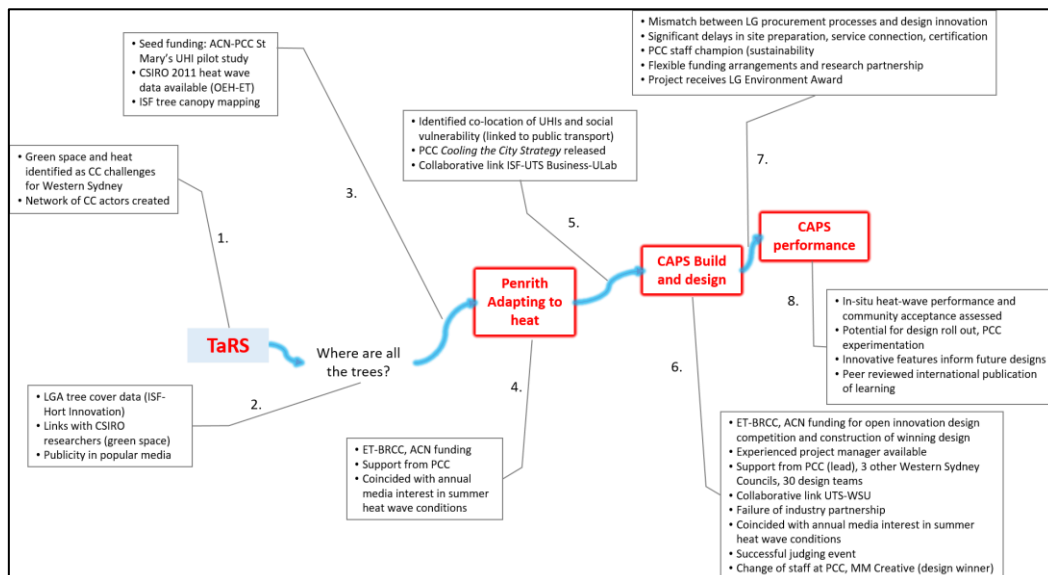 • Seed funding: ACN-PCC St
Mary's UHI pilot study
• CSIRO 2011 heat wave
data available (OEH-ET)
• ISF tree canopy mapping
• Mismatch between LG procurement processes and design innovation
• Significant delays in site preparation, service connection, certification
• PCC staff champion (sustainability
• Flexible funding arrangements and research partnership
• Project receives LG Environment Award
• Identified co-location of UHIs and social
vulnerability (linked to public transport)
• PCC Cooling the City Strategy released
• Collaborative link ISF-UTS Business-ULab
• Green space and heat
identified as CC challenges
for Western Sydney
• Network of CC actors created
1.
3.
5.
7.
TaRS
Where are all
the trees?
Penrith
Adapting to
heat
CAPS Build
and design
CAPS
performance
2.
4.
6.
8.
• LGA tree cover data (ISF-
Hort Innovation)
• Links with CSIRO
researchers (green space)
• Publicity in popular media
• ET-BRCC, ACN funding
• Support from PCC
• Coincided with annual
media interest in summer
heat wave conditions
• In-situ heat-wave performance and
community acceptance assessed
• Potential for design roll out, PCC
experimentation
• Innovative features inform future designs
• Peer reviewed international publication
of learning
• ET-BRCC, ACN funding for open innovation design
competition and construction of winning design
• Experienced project manager available
• Support from PCC (lead), 3 other Western Sydney
Councils, 30 design teams
• Collaborative link UTS-WSU
• Failure of industry partnership
• Coincided with annual media interest in summer
heat wave conditions
• Successful judging event
• Change of staff at PCC, MM Creative (design winner)